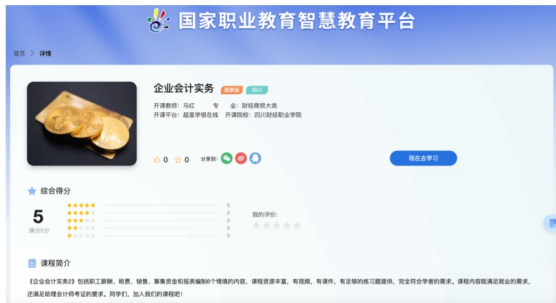 国家职业教育智慧教育平台
首页 > 详情
企业会计实务 国家级 四川
开课教师：马红 专 业：财经商贸大类
开课平台：超星学银在线 开课院校：四川财经职业学院
0 0 分享到：
现在去学习
综合得分
5
满分5分
0
0
0
0
0
我的评价：
课程简介
《企业会计实务2》包括职工薪酬、税费、销售、筹集资金和报表编制6个情境的内容，课程资源丰富，有视频、有课件、有足够的练习题提供，完全符合学者的需求。课程内容既满足就业的需求，
还满足助理会计师考证的要求。同学们，加入我们的课程吧！